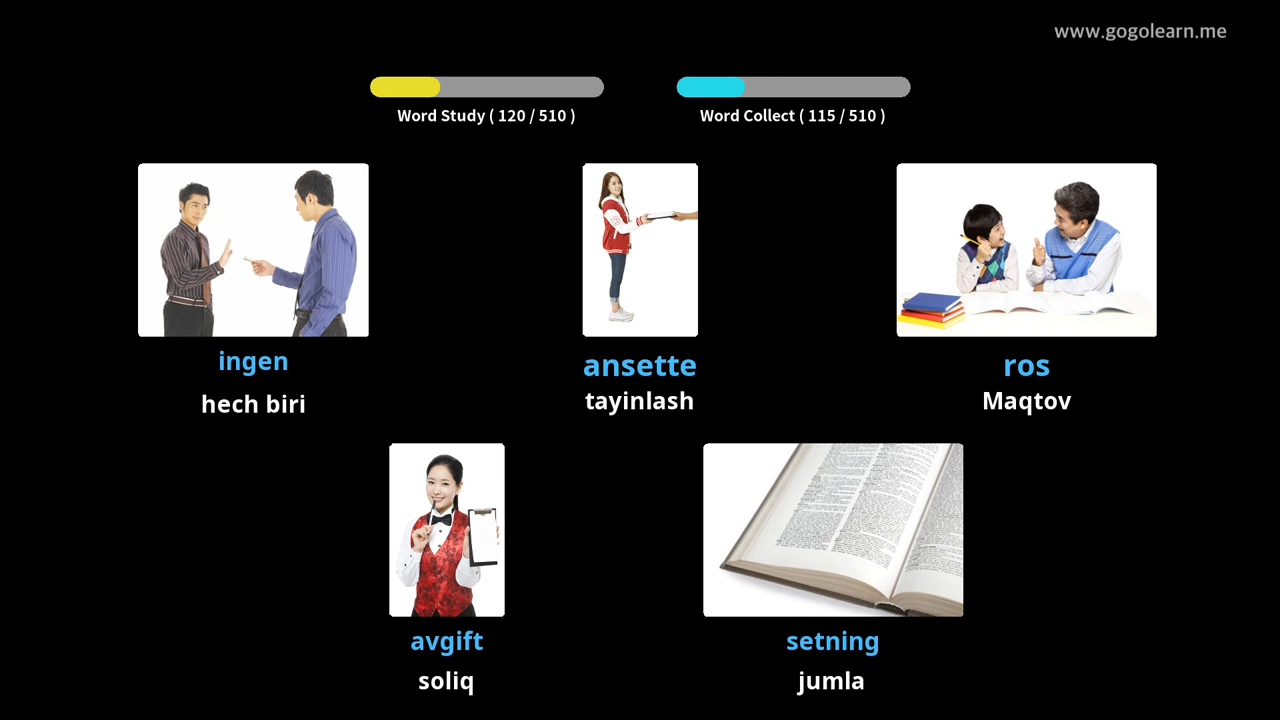 www.gogolearn.me
Word Study ( 120 / 510 )
Word Collect ( 115 / 510 )
ingen
hech biri
ansette
tayinlash
ros
Maqtov
avgift
soliq
setning
jumla